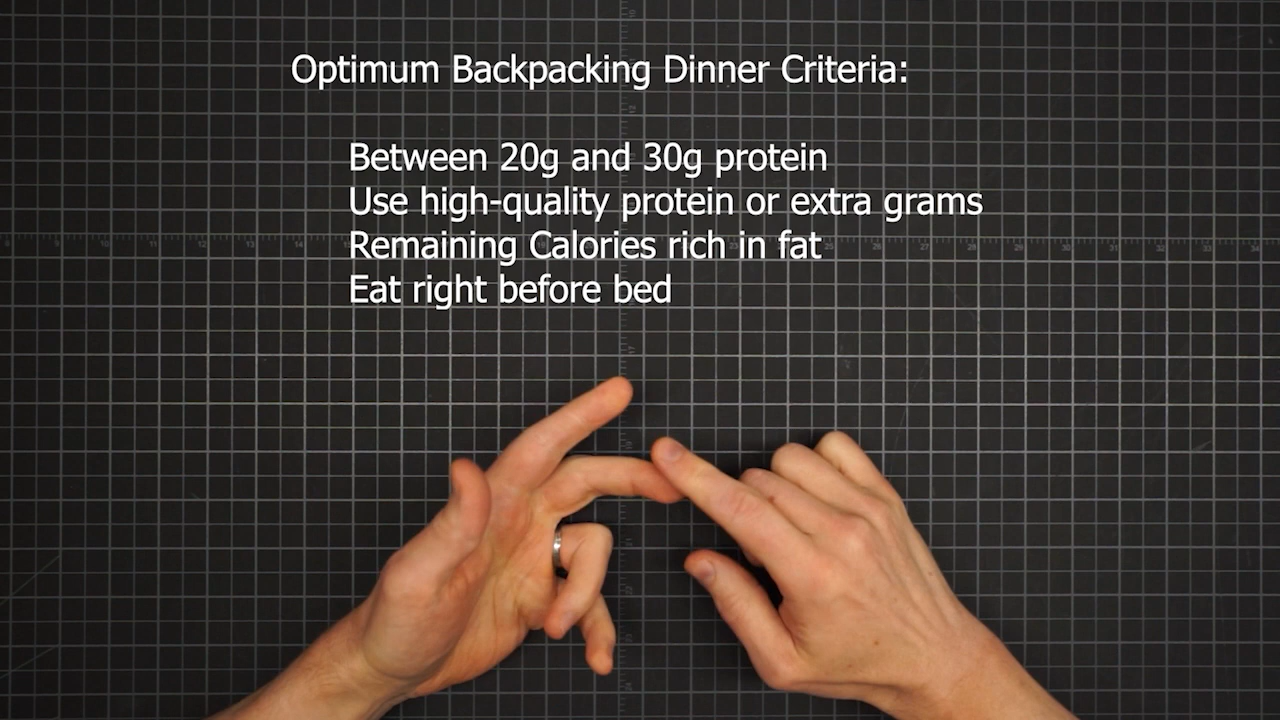 Optimum Backpacking Dinner Criteria:
Between 20g and 30g protein
Use high-quality protein or extra grams
Remaining Calories rich in fat
Eat right before bed